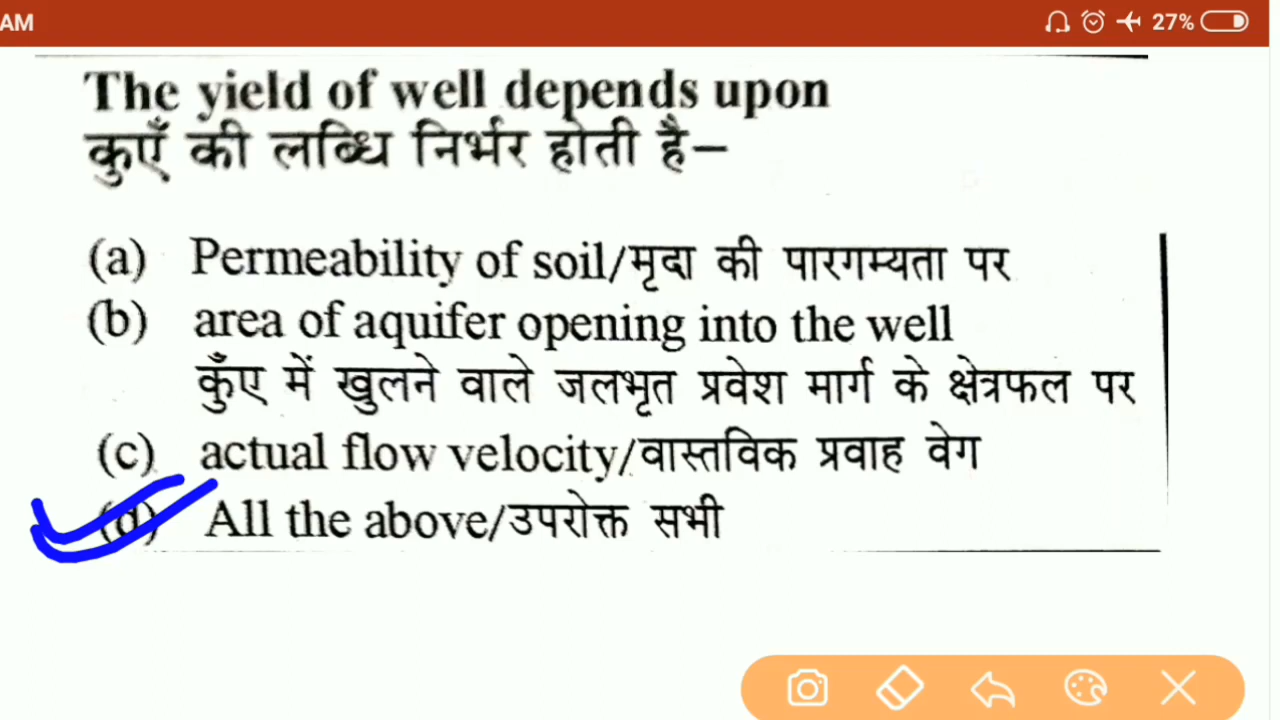 AM
27%
The yield of well depends upon
कुएँ की लब्धि निर्भर होती है–
(a) Permeability of soil/मृदा की पारगम्यता पर
(b) area of aquifer opening into the well
कुँए में खुलने वाले जलभृत प्रवेश मार्ग के क्षेत्रफल पर
(c) actual flow velocity/वास्तविक प्रवाह वेग
(d) All the above/उपरोक्त सभी